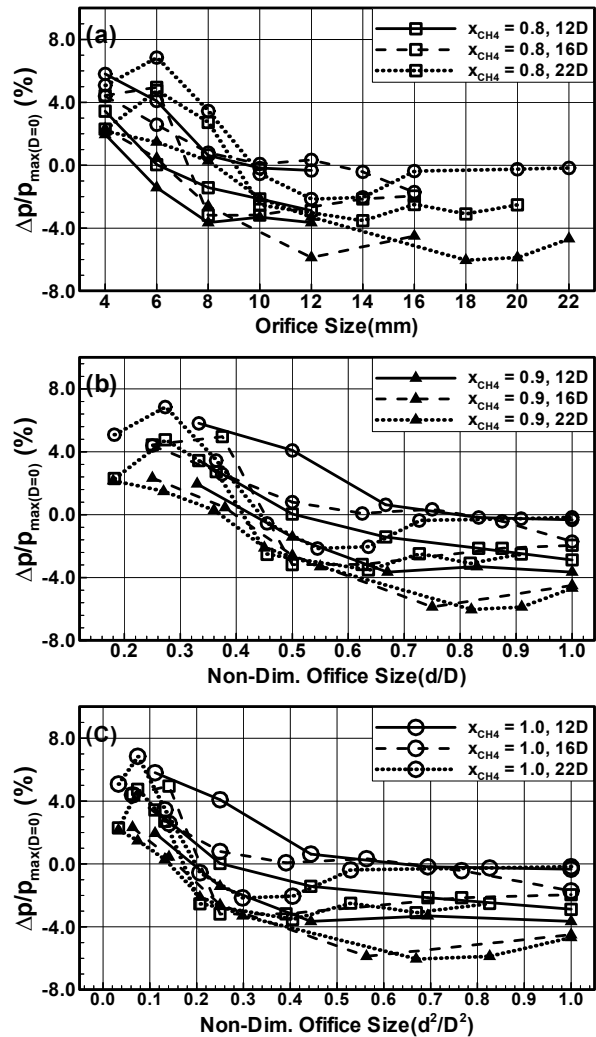 (a)
x_CH4 = 0.8, 12D
x_CH4 = 0.8, 16D
x_CH4 = 0.8, 22D
8.0
4.0
0.0
-4.0
-8.0
Δp/p_max(D=0) (%)
4 6 8 10 12 14 16 18 20 22
Orifice Size(mm)
(b)
x_CH4 = 0.9, 12D
x_CH4 = 0.9, 16D
x_CH4 = 0.9, 22D
8.0
4.0
0.0
-4.0
-8.0
Δp/p_max(D=0) (%)
0.2 0.3 0.4 0.5 0.6 0.7 0.8 0.9 1.0
Non-Dim. Ofifice Size(d/D)
(C)
x_CH4 = 1.0, 12D
x_CH4 = 1.0, 16D
x_CH4 = 1.0, 22D
8.0
4.0
0.0
-4.0
-8.0
Δp/p_max(D=0) (%)
0.0 0.1 0.2 0.3 0.4 0.5 0.6 0.7 0.8 0.9 1.0
Non-Dim. Ofifice Size(d²/D²)